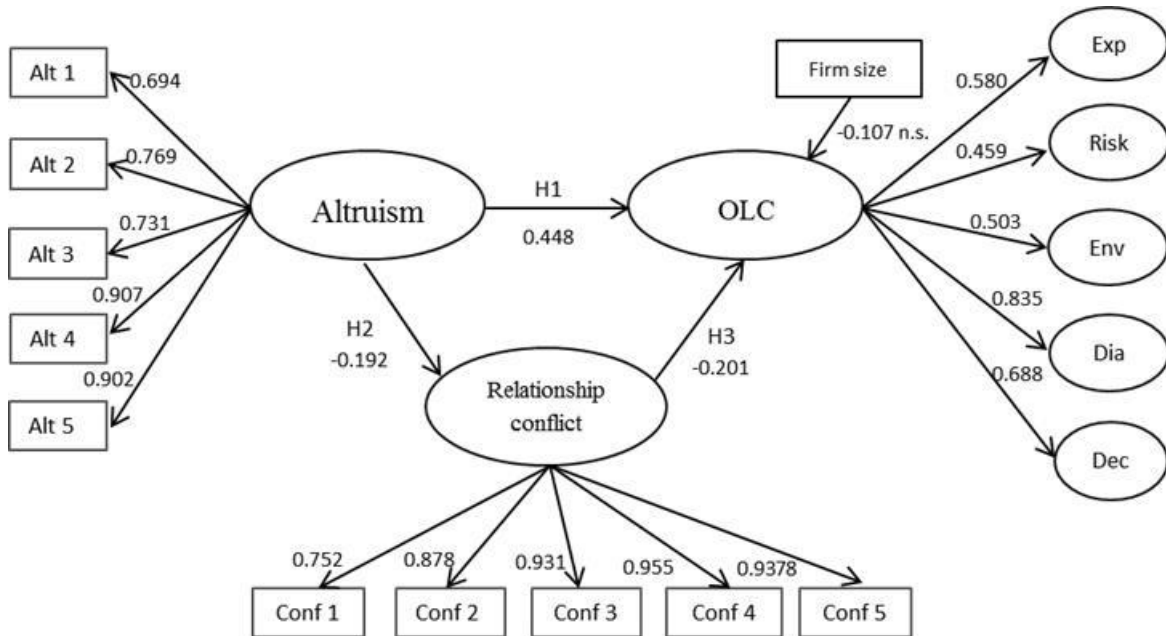 Alt 1
Alt 2
Alt 3
Alt 4
Alt 5
0.694
0.769
0.731
0.907
0.902
Altruism
H1
0.448
OLC
Firm size
-0.107 n.s.
Exp
Risk
Env
Dia
Dec
0.580
0.459
0.503
0.835
0.688
H2
-0.192
H3
-0.201
Relationship
conflict
0.752
0.878
0.931
0.955
0.9378
Conf 1
Conf 2
Conf 3
Conf 4
Conf 5